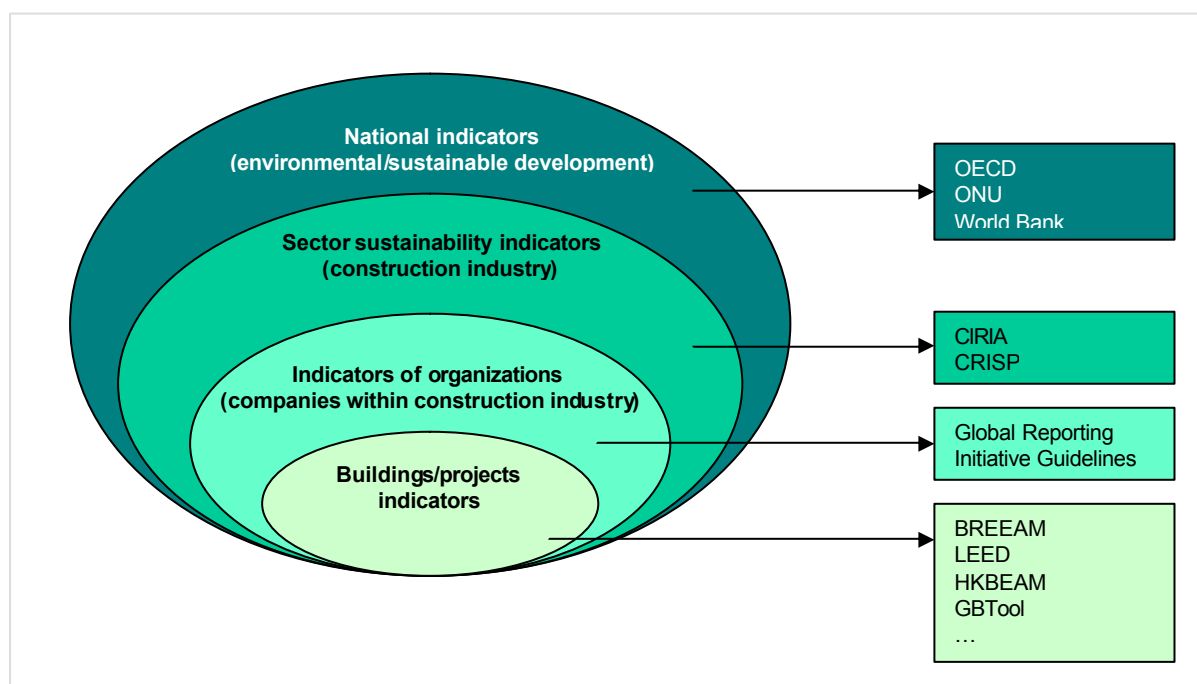 National indicators
(environmental/sustainable development)
Sector sustainability indicators
(construction industry)
Indicators of organizations
(companies within construction industry)
Buildings/projects
indicators
OECD
ONU
World Bank
CIRIA
CRISP
Global Reporting
Initiative Guidelines
BREEAM
LEED
HKBEAM
GBTool
…